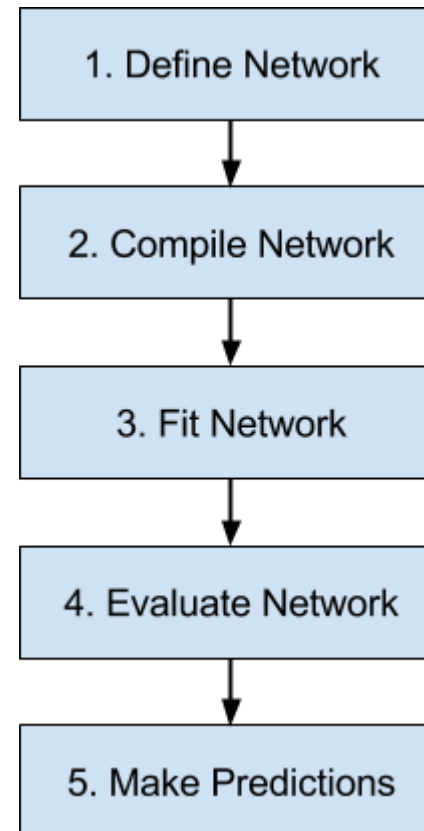 1. Define Network
2. Compile Network
3. Fit Network
4. Evaluate Network
5. Make Predictions